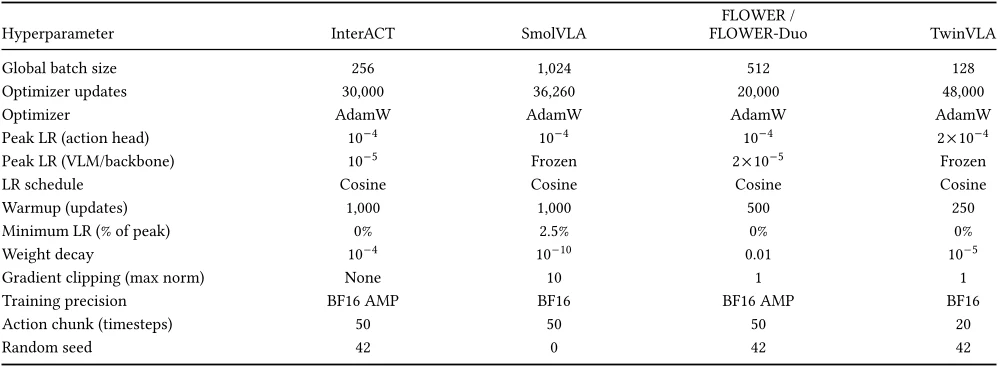 FLOWER /
Hyperparameter InterACT SmolVLA FLOWER-Duo TwinVLA
Global batch size 256 1,024 512 128
Optimizer updates 30,000 36,260 20,000 48,000
Optimizer AdamW AdamW AdamW AdamW
Peak LR (action head) 10⁻⁴ 10⁻⁴ 10⁻⁴ 2×10⁻⁴
Peak LR (VLM/backbone) 10⁻⁵ Frozen 2×10⁻⁵ Frozen
LR schedule Cosine Cosine Cosine Cosine
Warmup (updates) 1,000 1,000 500 250
Minimum LR (% of peak) 0% 2.5% 0% 0%
Weight decay 10⁻⁴ 10⁻¹⁰ 0.01 10⁻⁵
Gradient clipping (max norm) None 10 1 1
Training precision BF16 AMP BF16 BF16 AMP BF16
Action chunk (timesteps) 50 50 50 20
Random seed 42 0 42 42